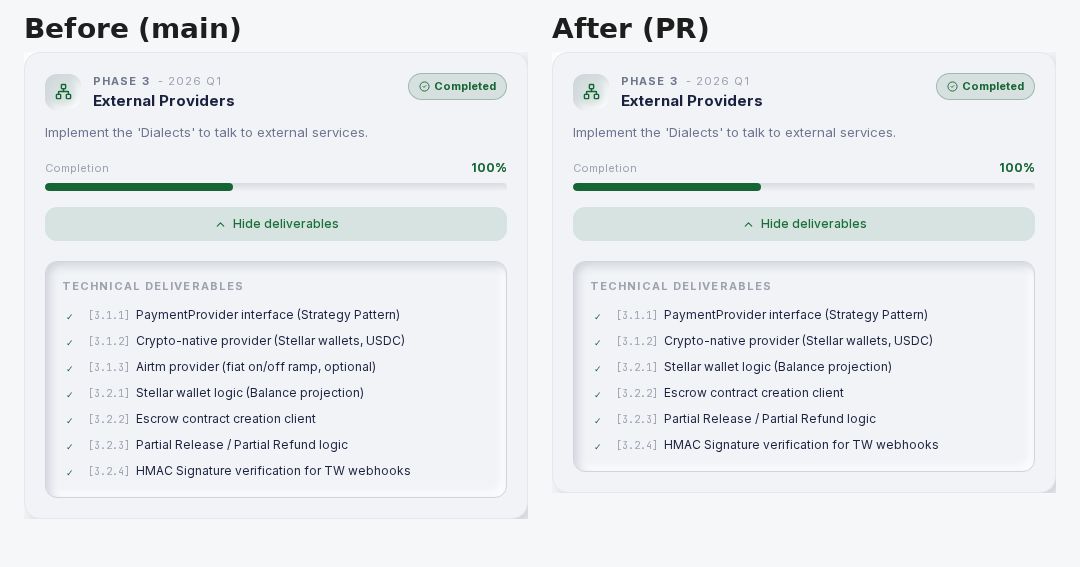 Before (main)
PHASE 3 - 2026 Q1
External Providers
Completed
Implement the 'Dialects' to talk to external services.
Completion 100%
Hide deliverables
TECHNICAL DELIVERABLES
✓ [3.1.1] PaymentProvider interface (Strategy Pattern)
✓ [3.1.2] Crypto-native provider (Stellar wallets, USDC)
✓ [3.1.3] Airtm provider (fiat on/off ramp, optional)
✓ [3.2.1] Stellar wallet logic (Balance projection)
✓ [3.2.2] Escrow contract creation client
✓ [3.2.3] Partial Release / Partial Refund logic
✓ [3.2.4] HMAC Signature verification for TW webhooks
After (PR)
PHASE 3 - 2026 Q1
External Providers
Completed
Implement the 'Dialects' to talk to external services.
Completion 100%
Hide deliverables
TECHNICAL DELIVERABLES
✓ [3.1.1] PaymentProvider interface (Strategy Pattern)
✓ [3.1.2] Crypto-native provider (Stellar wallets, USDC)
✓ [3.2.1] Stellar wallet logic (Balance projection)
✓ [3.2.2] Escrow contract creation client
✓ [3.2.3] Partial Release / Partial Refund logic
✓ [3.2.4] HMAC Signature verification for TW webhooks